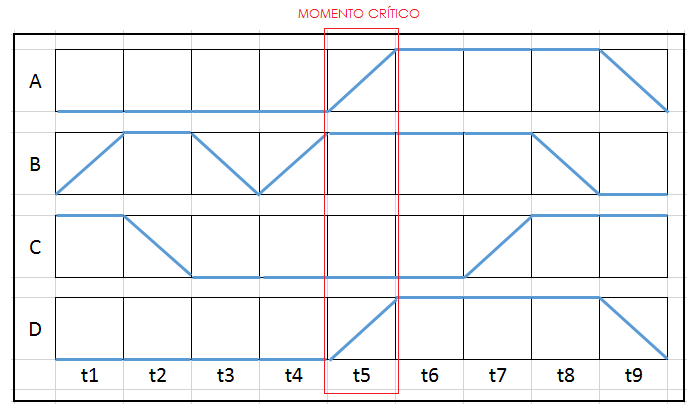 MOMENTO CRÍTICO
A
B
C
D
t1 t2 t3 t4 t5 t6 t7 t8 t9